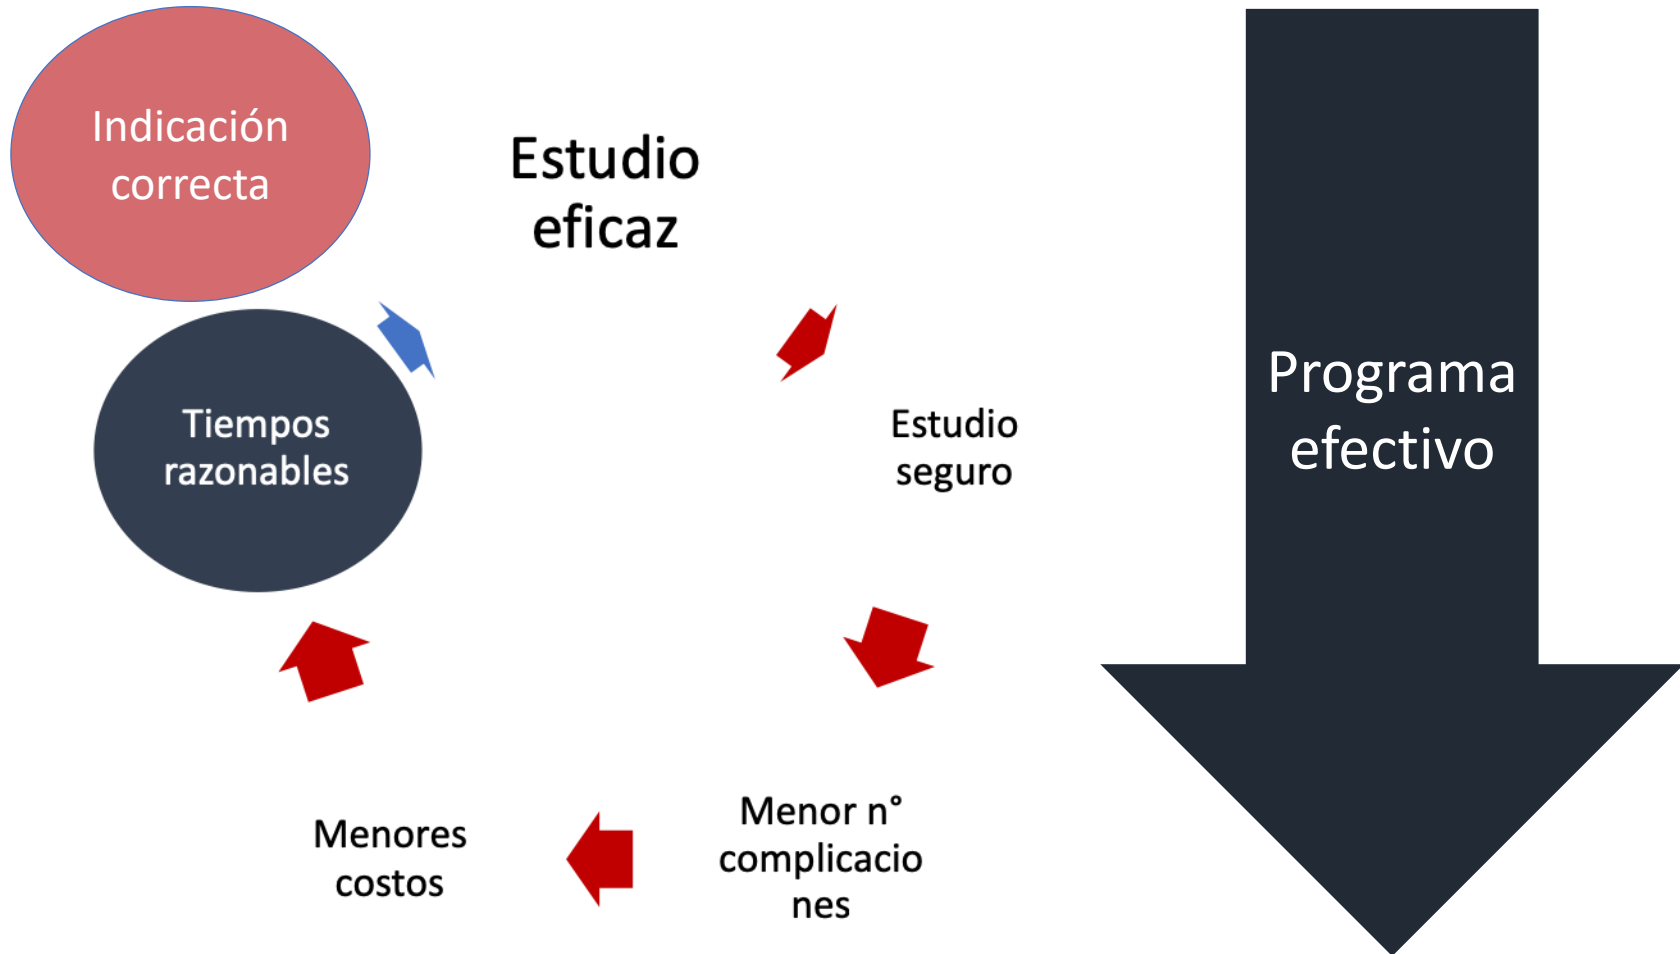 Indicación
correcta
Estudio
eficaz
Tiempos
razonables
Estudio
seguro
Menor n°
complicacio
nes
Menores
costos
Programa
efectivo